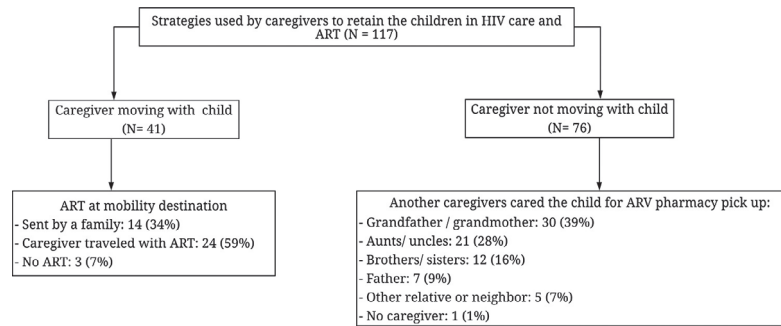 Strategies used by caregivers to retain the children in HIV care and
ART (N = 117)
Caregiver moving with child
(N= 41)
Caregiver not moving with child
(N= 76)
ART at mobility destination
- Sent by a family: 14 (34%)
- Caregiver traveled with ART: 24 (59%)
- No ART: 3 (7%)
Another caregivers cared the child for ARV pharmacy pick up:
- Grandfather / grandmother: 30 (39%)
- Aunts/ uncles: 21 (28%)
- Brothers/ sisters: 12 (16%)
- Father: 7 (9%)
- Other relative or neighbor: 5 (7%)
- No caregiver: 1 (1%)